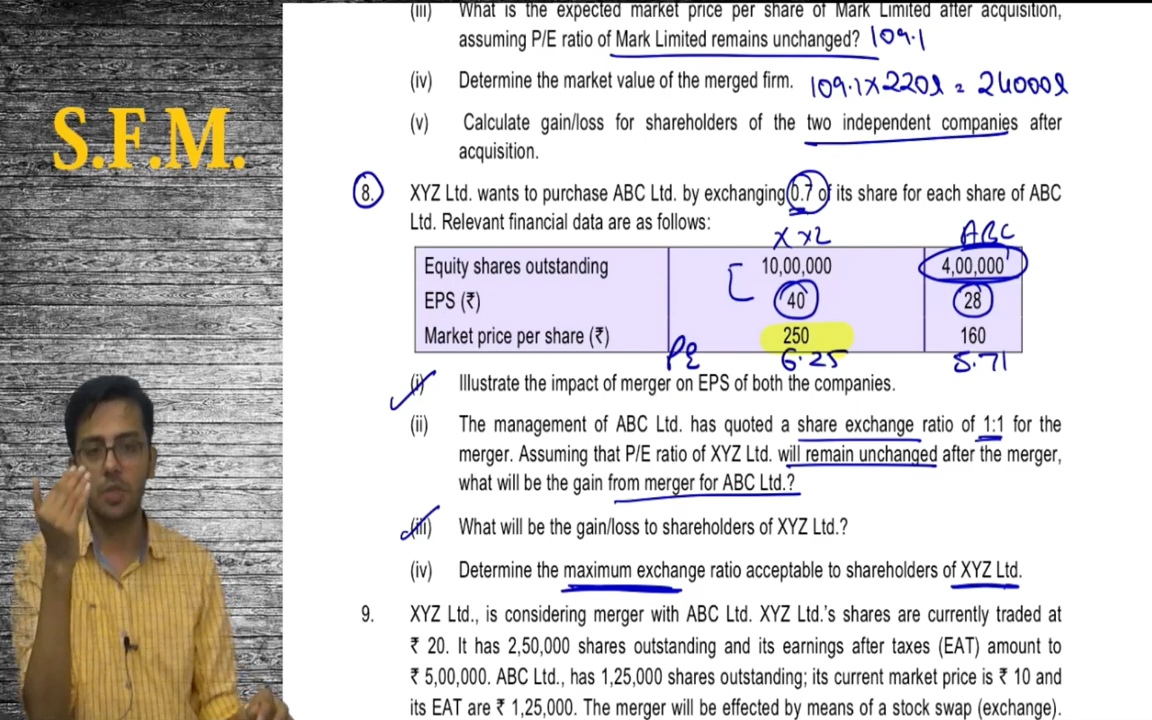 S.F.M.
(iii) What is the expected market price per share of Mark Limited after acquisition,
assuming P/E ratio of Mark Limited remains unchanged? 109.1
(iv) Determine the market value of the merged firm. 109.1x220l = 24000l
(v) Calculate gain/loss for shareholders of the two independent companies after
acquisition.
8. XYZ Ltd. wants to purchase ABC Ltd. by exchanging 0.7 of its share for each share of ABC
Ltd. Relevant financial data are as follows:
XYZ ABC
Equity shares outstanding 10,00,000 4,00,000
EPS (₹) 40 28
Market price per share (₹) 250 160
PE 6.25 5.71
(i) Illustrate the impact of merger on EPS of both the companies.
(ii) The management of ABC Ltd. has quoted a share exchange ratio of 1:1 for the
merger. Assuming that P/E ratio of XYZ Ltd. will remain unchanged after the merger,
what will be the gain from merger for ABC Ltd.?
(iii) What will be the gain/loss to shareholders of XYZ Ltd.?
(iv) Determine the maximum exchange ratio acceptable to shareholders of XYZ Ltd.
9. XYZ Ltd., is considering merger with ABC Ltd. XYZ Ltd.'s shares are currently traded at
₹ 20. It has 2,50,000 shares outstanding and its earnings after taxes (EAT) amount to
₹ 5,00,000. ABC Ltd., has 1,25,000 shares outstanding; its current market price is ₹ 10 and
its EAT are ₹ 1,25,000. The merger will be effected by means of a stock swap (exchange).